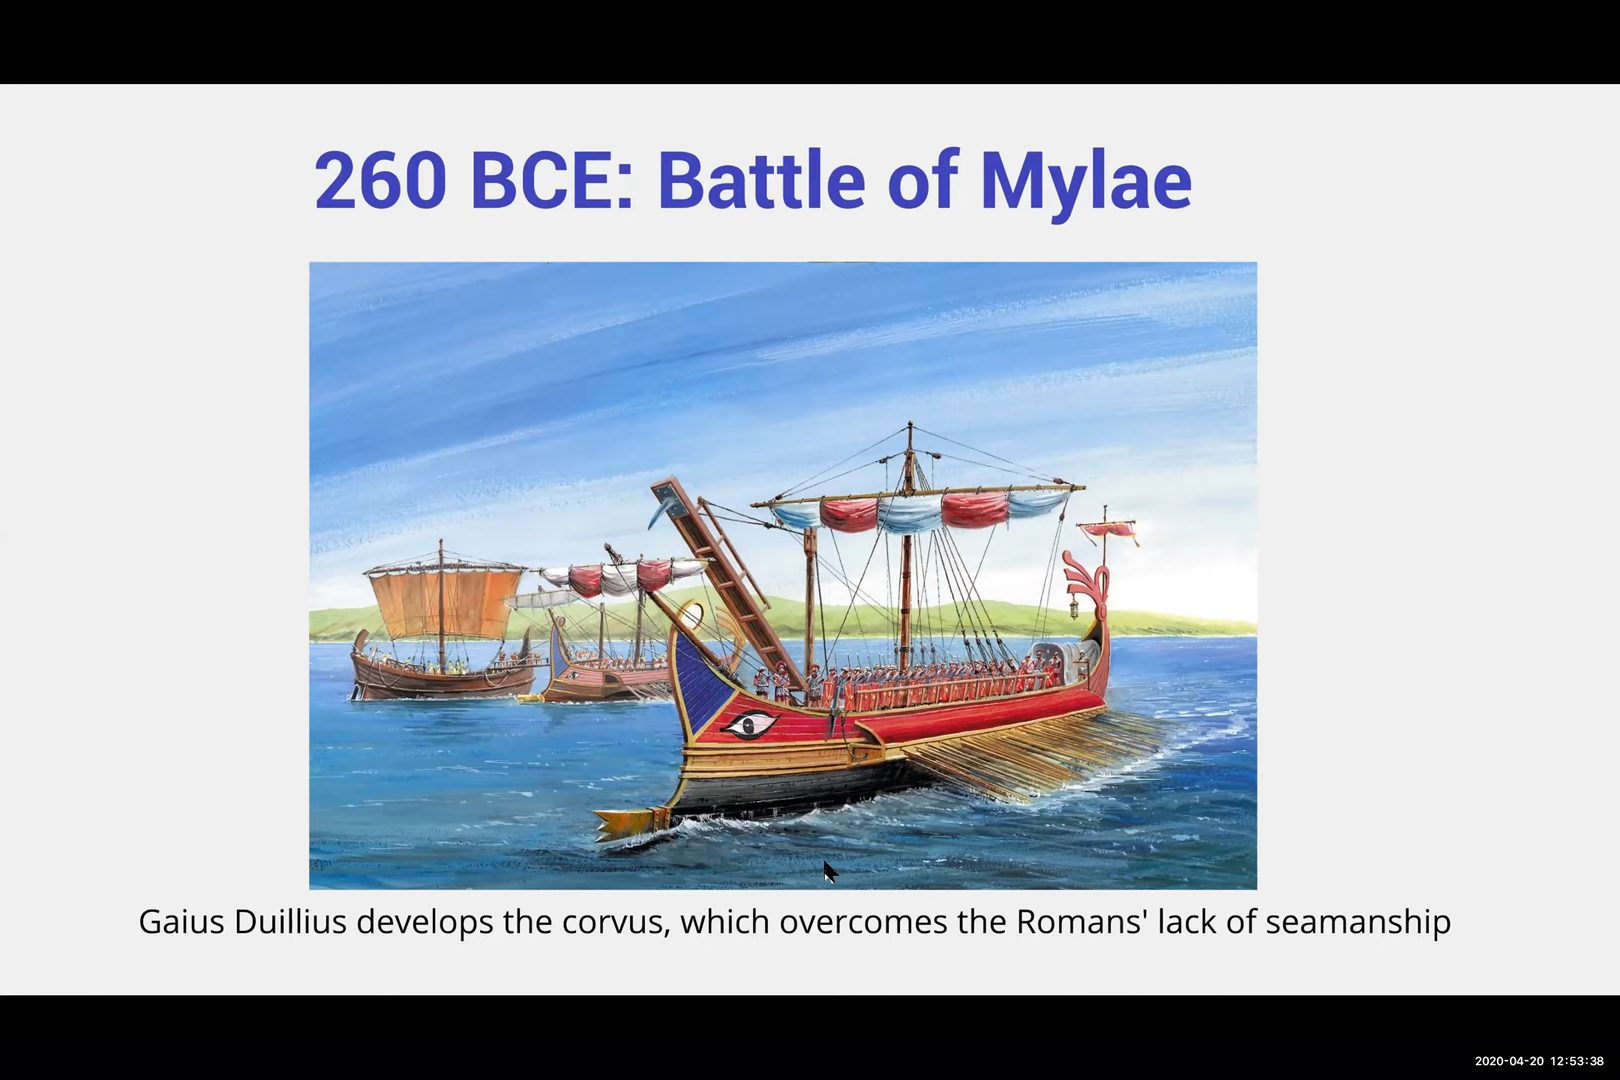 260 BCE: Battle of Mylae
Gaius Duillius develops the corvus, which overcomes the Romans' lack of seamanship
2020-04-20 12:53:38